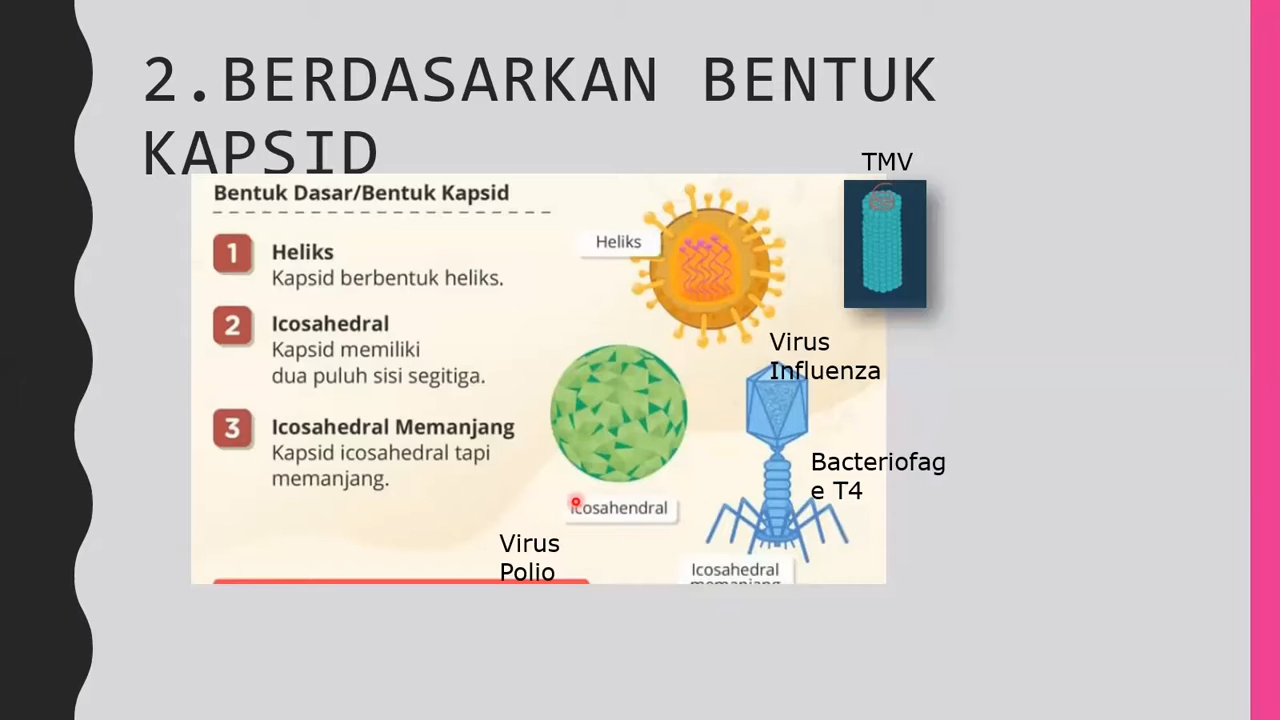 2.BERDASARKAN BENTUK
KAPSID
TMV
Bentuk Dasar/Bentuk Kapsid
1
Heliks
Kapsid berbentuk heliks.
Heliks
2
Icosahedral
Kapsid memiliki
dua puluh sisi segitiga.
Virus
Influenza
3
Icosahedral Memanjang
Kapsid icosahedral tapi
memanjang.
Bacteriofag
e T4
Icosahendral
Virus
Polio
Icosahedral
memanjang